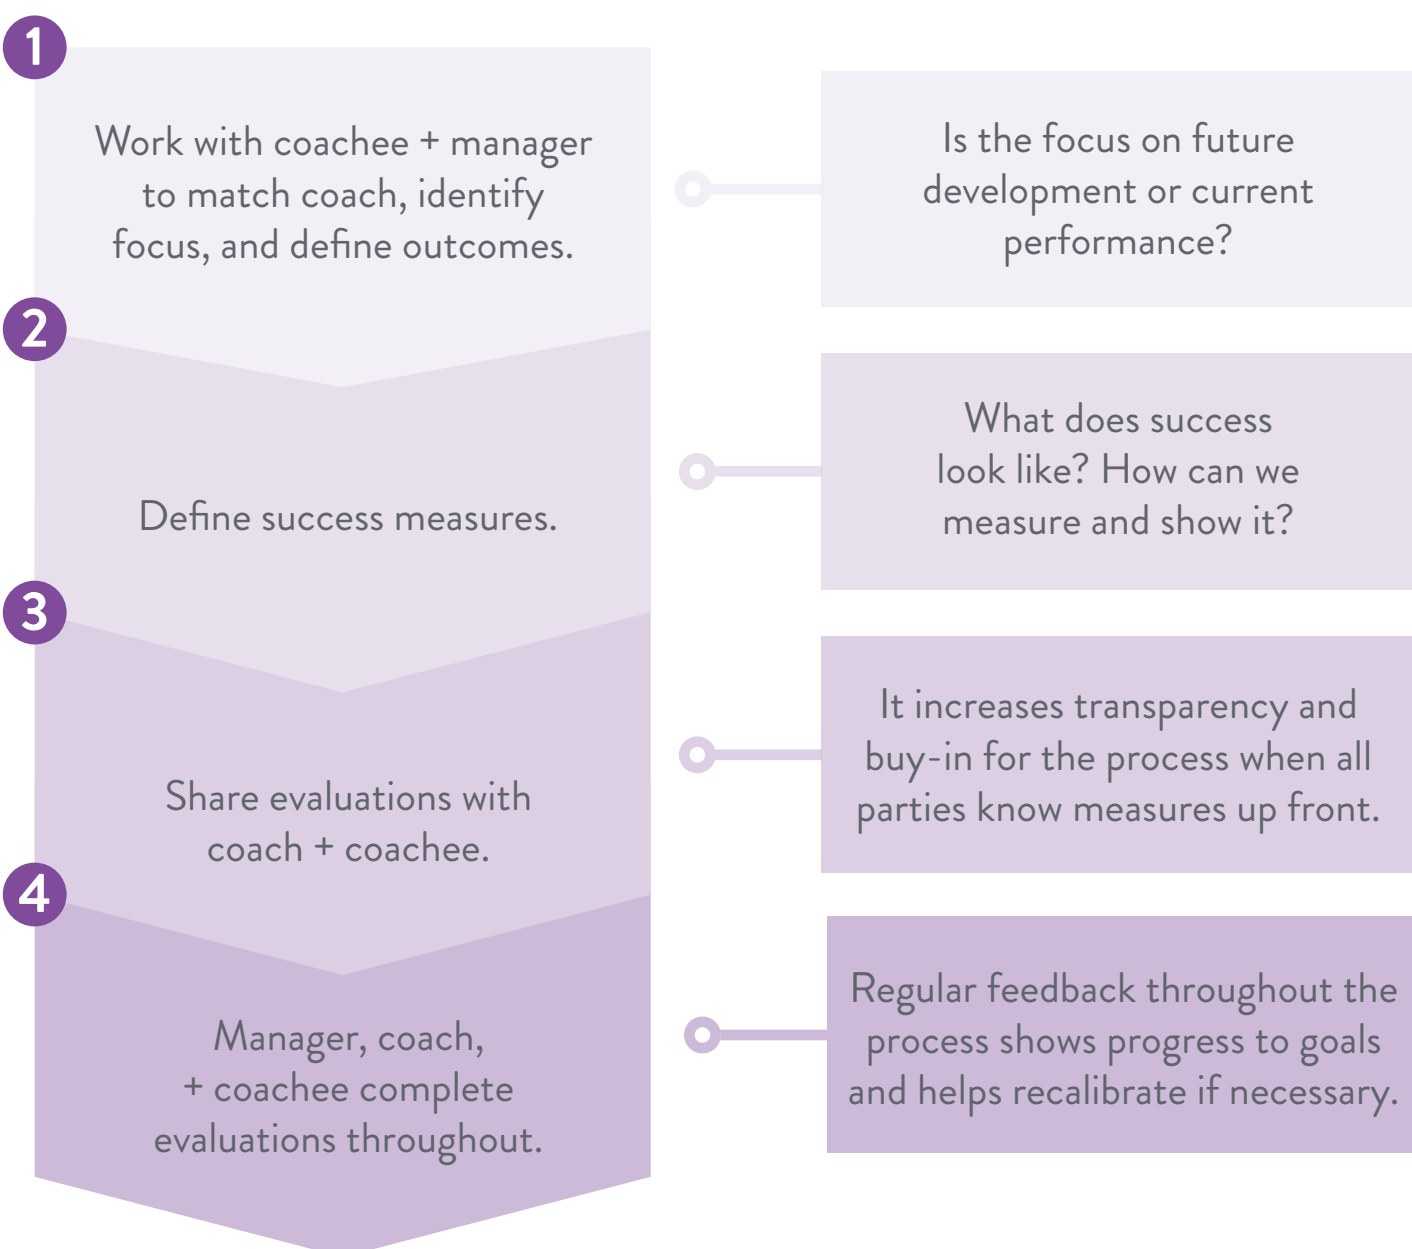 1
Work with coachee + manager
to match coach, identify
focus, and define outcomes.
Is the focus on future
development or current
performance?
2
Define success measures.
What does success
look like? How can we
measure and show it?
3
Share evaluations with
coach + coachee.
It increases transparency and
buy-in for the process when all
parties know measures up front.
4
Manager, coach,
+ coachee complete
evaluations throughout.
Regular feedback throughout the
process shows progress to goals
and helps recalibrate if necessary.